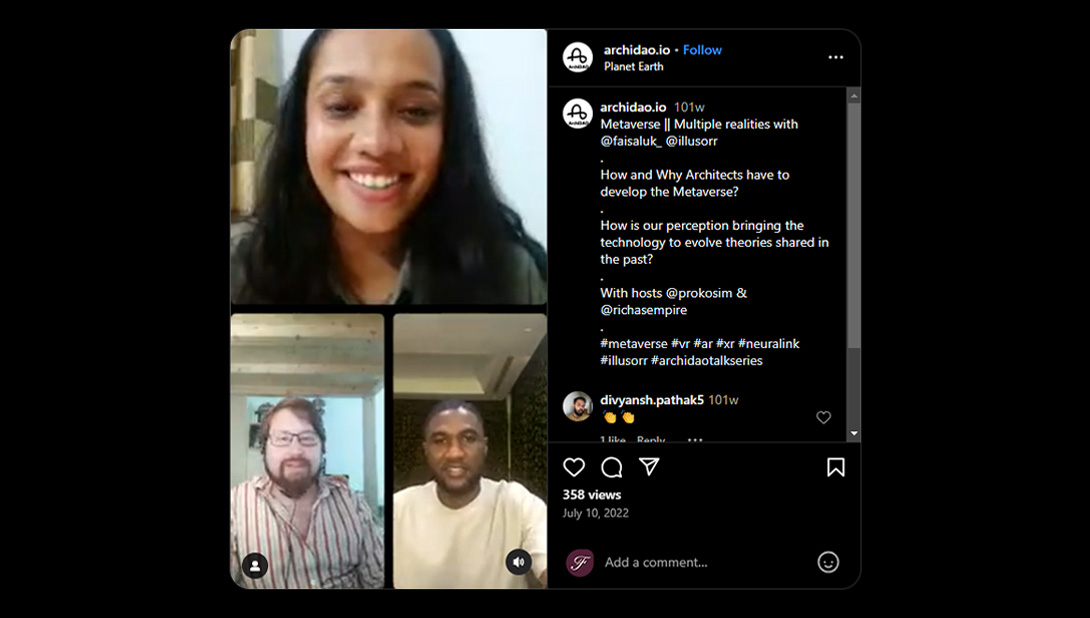 archidao.io • Follow
Planet Earth
archidao.io 101w
Metaverse || Multiple realities with
@faisaluk_ @illusorr
.
How and Why Architects have to
develop the Metaverse?
.
How is our perception bringing the
technology to evolve theories shared in
the past?
.
With hosts @prokosim &
@richasempire
.
#metaverse #vr #ar #xr #neuralink
#illusorr #archidaotalkseries
divyansh.pathak5 101w
👏👏
1 like Reply
358 views
July 10, 2022
Add a comment...